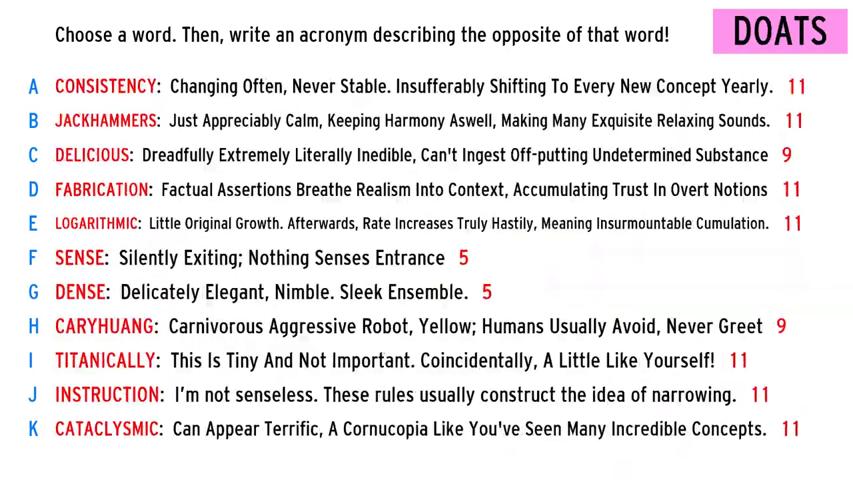 Choose a word. Then, write an acronym describing the opposite of that word!
DOATS
A CONSISTENCY: Changing Often, Never Stable. Insufferably Shifting To Every New Concept Yearly. 11
B JACKHAMMERS: Just Appreciably Calm, Keeping Harmony Aswell, Making Many Exquisite Relaxing Sounds. 11
C DELICIOUS: Dreadfully Extremely Literally Inedible, Can't Ingest Off-putting Undetermined Substance 9
D FABRICATION: Factual Assertions Breathe Realism Into Context, Accumulating Trust In Overt Notions 11
E LOGARITHMIC: Little Original Growth. Afterwards, Rate Increases Truly Hastily, Meaning Insurmountable Cumulation. 11
F SENSE: Silently Exiting; Nothing Senses Entrance 5
G DENSE: Delicately Elegant, Nimble. Sleek Ensemble. 5
H CARYHUANG: Carnivorous Aggressive Robot, Yellow; Humans Usually Avoid, Never Greet 9
I TITANICALLY: This Is Tiny And Not Important. Coincidentally, A Little Like Yourself! 11
J INSTRUCTION: I'm not senseless. These rules usually construct the idea of narrowing. 11
K CATACLYSMIC: Can Appear Terrific, A Cornucopia Like You've Seen Many Incredible Concepts. 11